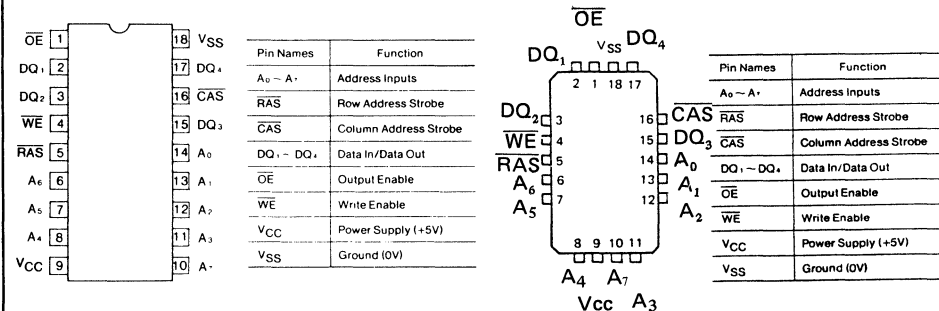 OE 1 18 VSS
DQ₁ 2 17 DQ₄
DQ₂ 3 16 CAS
WE 4 15 DQ₃
RAS 5 14 A₀
A₆ 6 13 A₁
A₅ 7 12 A₂
A₄ 8 11 A₃
VCC 9 10 A₇
Pin Names Function
A₀ ~ A₇ Address Inputs
RAS Row Address Strobe
CAS Column Address Strobe
DQ₁ ~ DQ₄ Data In/Data Out
OE Output Enable
WE Write Enable
VCC Power Supply (+5V)
VSS Ground (0V)
OE
DQ₁ VSS DQ₄
2 1 18 17
DQ₂ 3 16 CAS
WE 4 15 DQ₃
RAS 5 14 A₀
A₆ 6 13 A₁
A₅ 7 12 A₂
8 9 10 11
A₄ A₇
Vcc A₃
Pin Names Function
A₀ ~ A₇ Address Inputs
RAS Row Address Strobe
CAS Column Address Strobe
DQ₁ ~ DQ₄ Data In/Data Out
OE Output Enable
WE Write Enable
VCC Power Supply (+5V)
VSS Ground (0V)